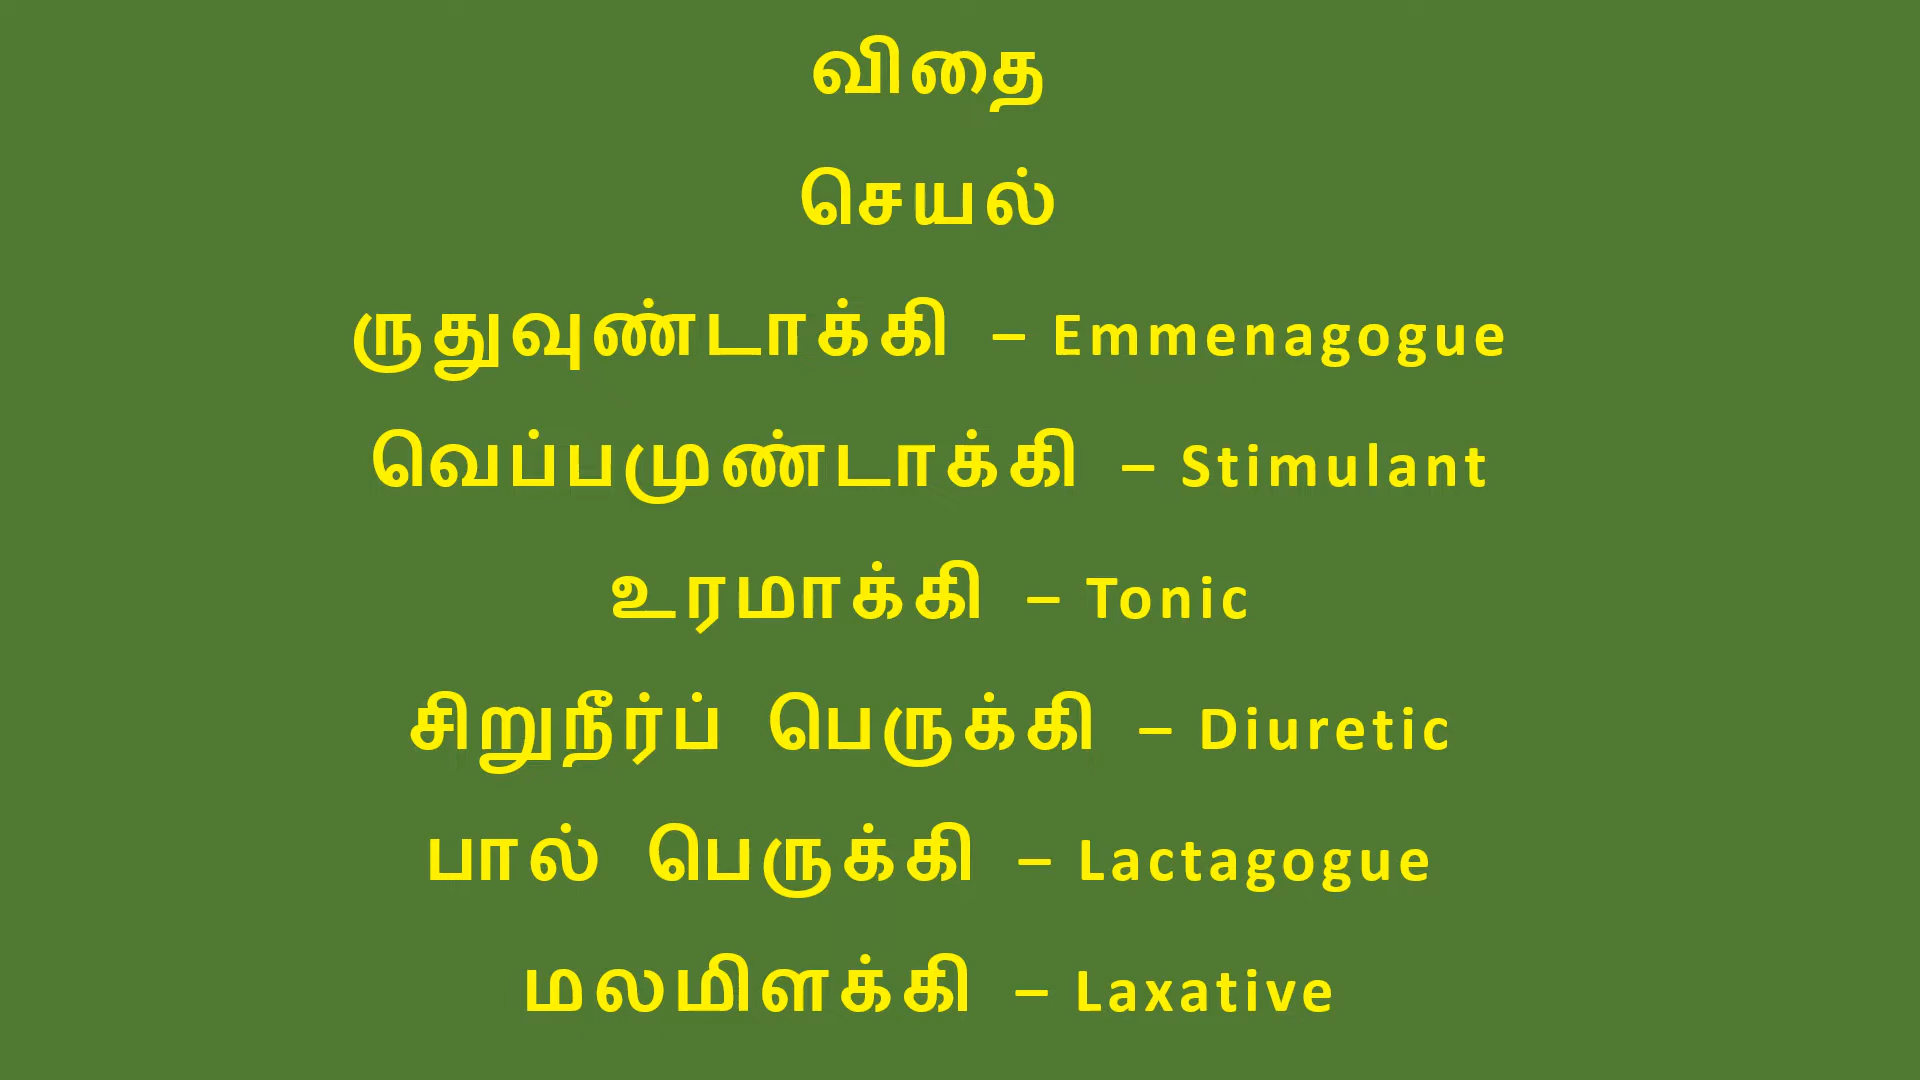 விதை
செயல்
ருதுவுண்டாக்கி – Emmenagogue
வெப்பமுண்டாக்கி – Stimulant
உரமாக்கி – Tonic
சிறுநீர்ப் பெருக்கி – Diuretic
பால் பெருக்கி – Lactagogue
மலமிளக்கி – Laxative